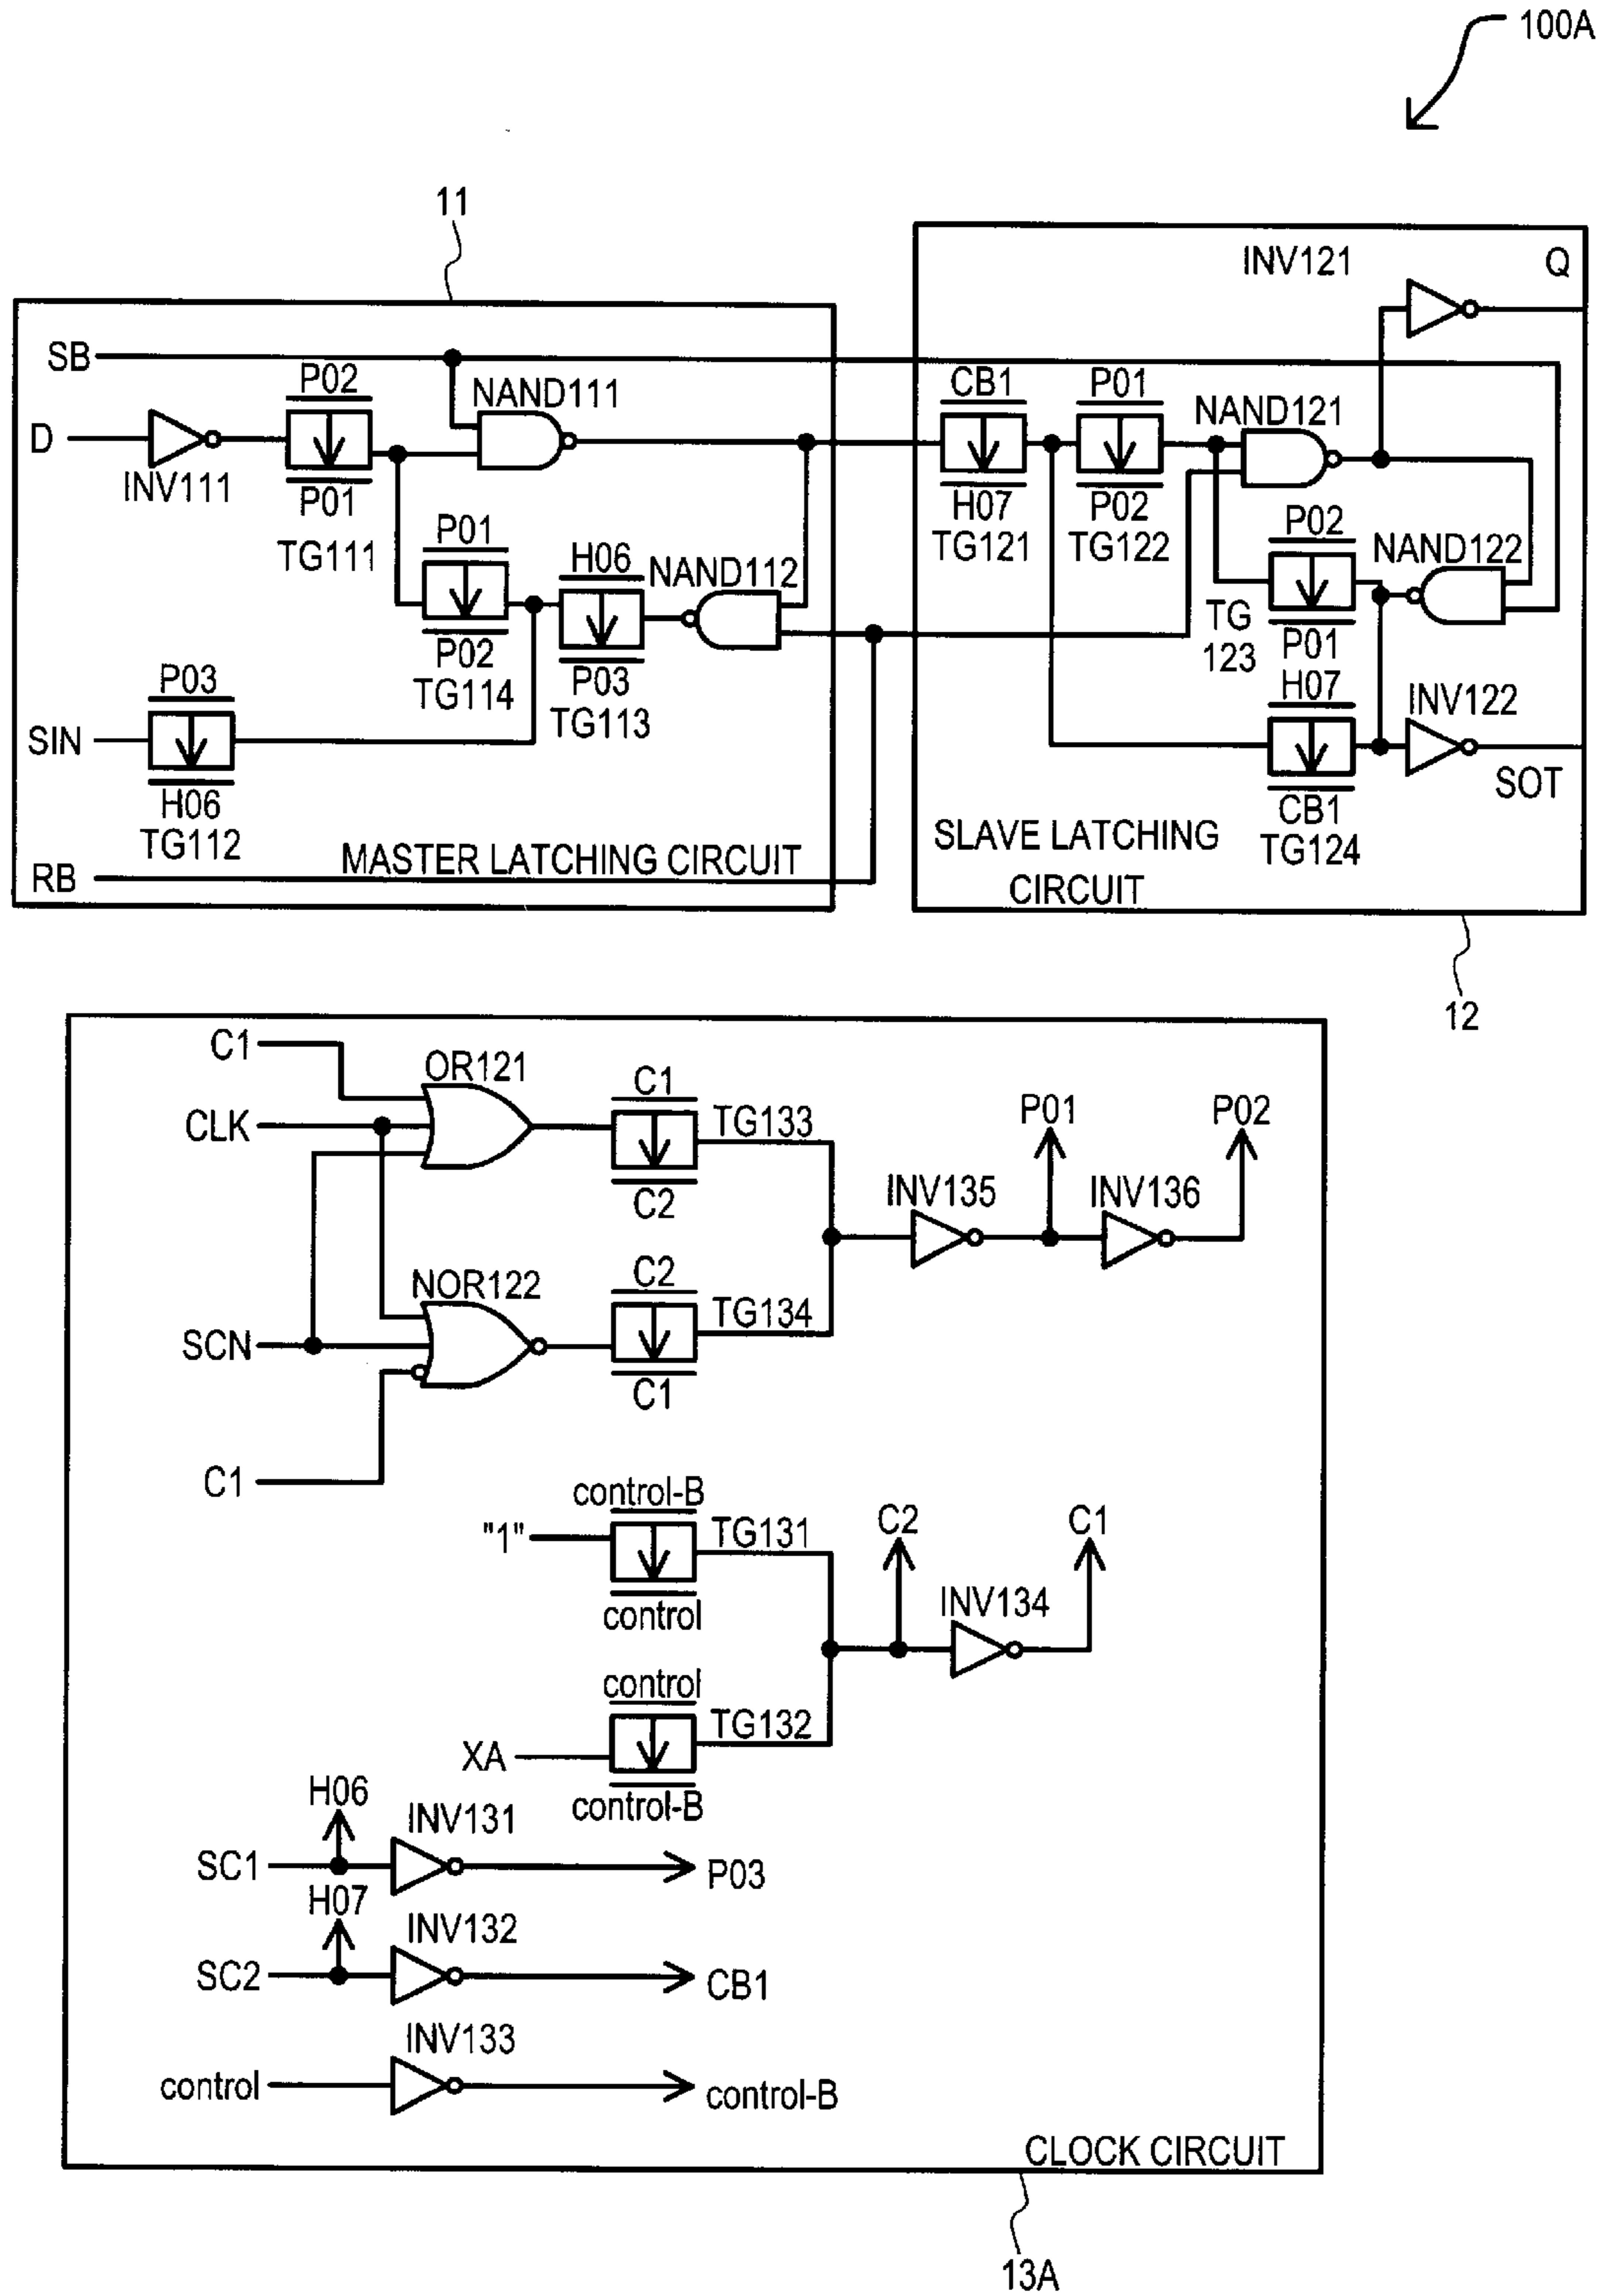 100A
11
INV121
Q
SB
P02
NAND111
CB1
P01
NAND121
D
INV111
P01
TG111
P01
H06
NAND112
H07
TG121
P02
TG122
P02
NAND122
TG
123
P01
P02
TG114
P03
TG113
H07
INV122
SIN
P03
H06
TG112
SOT
CB1
TG124
RB
MASTER LATCHING CIRCUIT
SLAVE LATCHING
CIRCUIT
12
C1
OR121
C1
TG133
CLK
C2
P01
P02
INV135
INV136
NOR122
C2
TG134
SCN
C1
C1
control-B
"1"
TG131
control
C2
C1
INV134
control
TG132
XA
control-B
H06
INV131
SC1
P03
H07
INV132
SC2
CB1
INV133
control
control-B
CLOCK CIRCUIT
13A